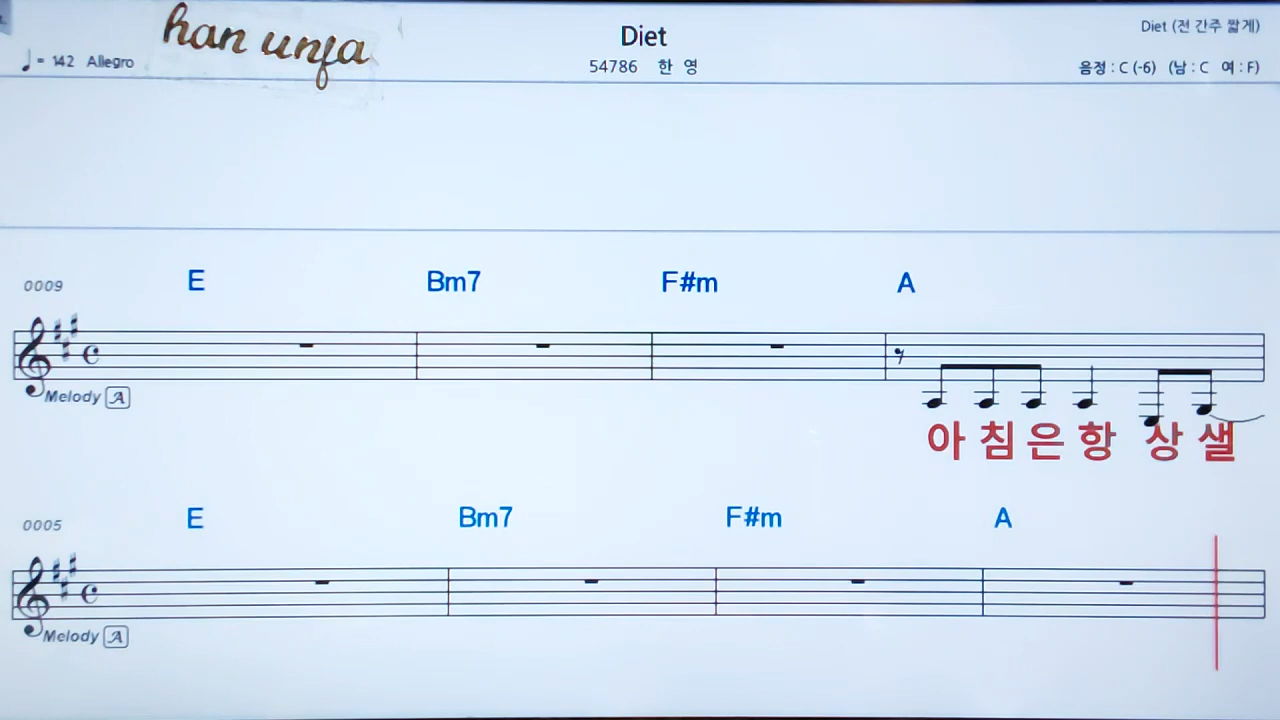 han unfa
Diet
Diet (전 간주 짧게)
♩= 142 Allegro
54786 한 영
음정 : C (-6) (남 : C 여 : F)
0009 E Bm7 F#m A
Melody A
아 침 은 항 상 샐
0005 E Bm7 F#m A
Melody A